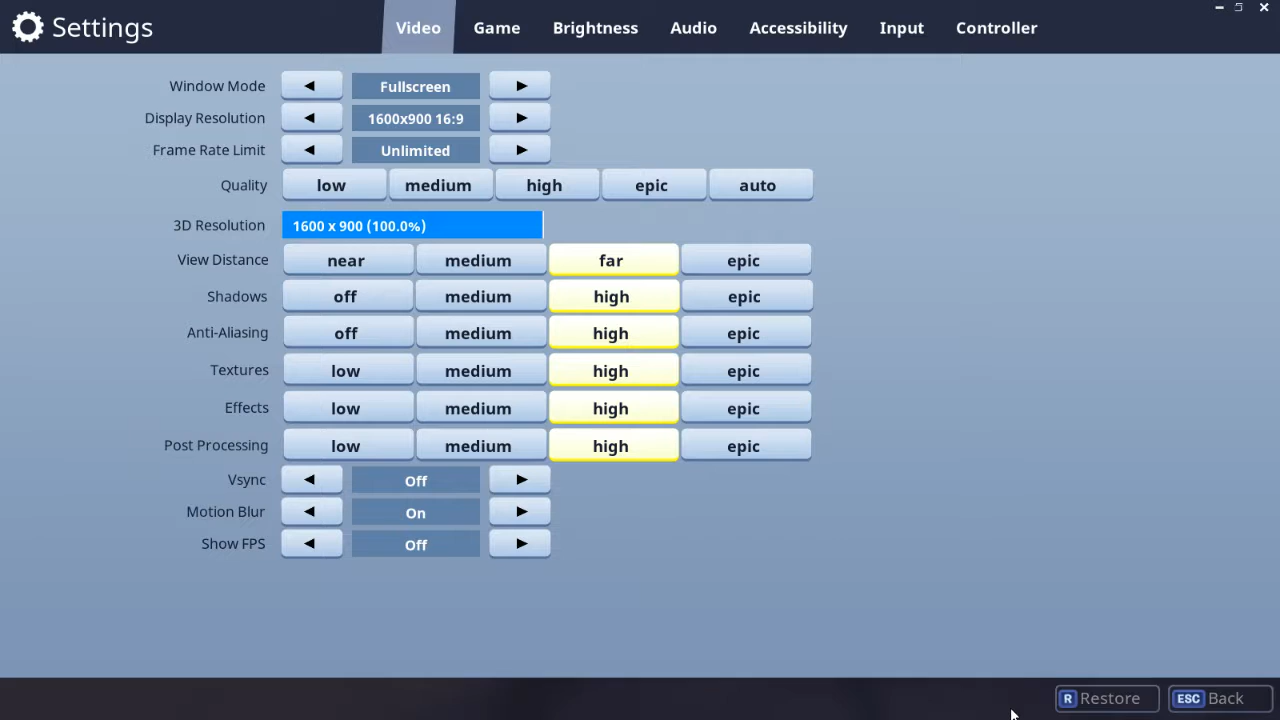 Settings
Video Game Brightness Audio Accessibility Input Controller
Window Mode Fullscreen
Display Resolution 1600x900 16:9
Frame Rate Limit Unlimited
Quality low medium high epic auto
3D Resolution 1600 x 900 (100.0%)
View Distance near medium far epic
Shadows off medium high epic
Anti-Aliasing off medium high epic
Textures low medium high epic
Effects low medium high epic
Post Processing low medium high epic
Vsync Off
Motion Blur On
Show FPS Off
R Restore ESC Back